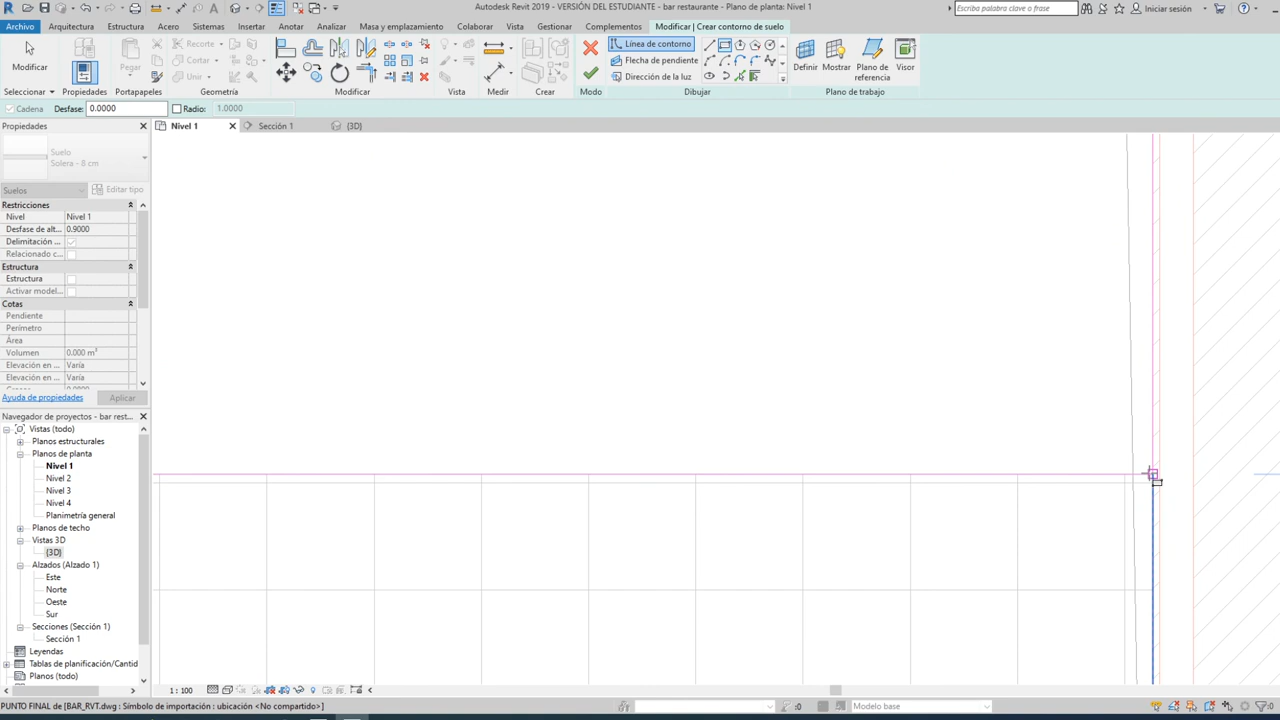 Autodesk Revit 2019 - VERSIÓN DEL ESTUDIANTE - bar restaurante - Plano de planta: Nivel 1
Escriba palabra clave o frase
Iniciar sesión
Archivo Arquitectura Estructura Acero Sistemas Insertar Anotar Analizar Masa y emplazamiento Colaborar Vista Gestionar Complementos Modificar | Crear contorno de suelo
Modificar
Propiedades
Pegar
Recorte
Cortar
Unir
Línea de contorno
Flecha de pendiente
Dirección de la luz
Definir Mostrar Plano de referencia Visor
Seleccionar Propiedades Portapapeles Geometría Modificar Vista Medir Crear Modo Dibujar Plano de trabajo
Cadena Desfase: 0.0000 Radio: 1.0000
Propiedades
Nivel 1 Sección 1 {3D}
Suelo
Solera - 8 cm
Suelos Editar tipo
Restricciones
Nivel Nivel 1
Desfase de alt... 0.9000
Delimitación ...
Relacionado c...
Estructura
Estructura
Activar model...
Cotas
Pendiente
Perímetro
Área
Volumen 0.000 m³
Elevación en ... Varía
Elevación en ... Varía
Ayuda de propiedades Aplicar
Navegador de proyectos - bar rest...
Vistas (todo)
Planos estructurales
Planos de planta
Nivel 1
Nivel 2
Nivel 3
Nivel 4
Planimetría general
Planos de techo
Vistas 3D
{3D}
Alzados (Alzado 1)
Este
Norte
Oeste
Sur
Secciones (Sección 1)
Sección 1
Leyendas
Tablas de planificación/Cantid
Planos (todo)
1 : 100
PUNTO FINAL de [BAR_RVT.dwg : Símbolo de importación : ubicación <No compartido>]
:0 Modelo base :0